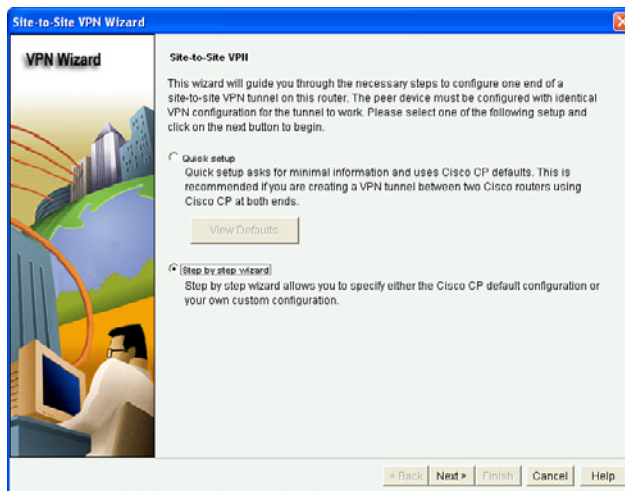 Site-to-Site VPN Wizard
VPN Wizard
Site-to-Site VPN
This wizard will guide you through the necessary steps to configure one end of a
site-to-site VPN tunnel on this router. The peer device must be configured with identical
VPN configuration for the tunnel to work. Please select one of the following setup and
click on the next button to begin.
Quick setup
Quick setup asks for minimal information and uses Cisco CP defaults. This is
recommended if you are creating a VPN tunnel between two Cisco routers using
Cisco CP at both ends.
View Defaults
Step by step wizard
Step by step wizard allows you to specify either the Cisco CP default configuration or
your own custom configuration.
< Back Next > Finish Cancel Help